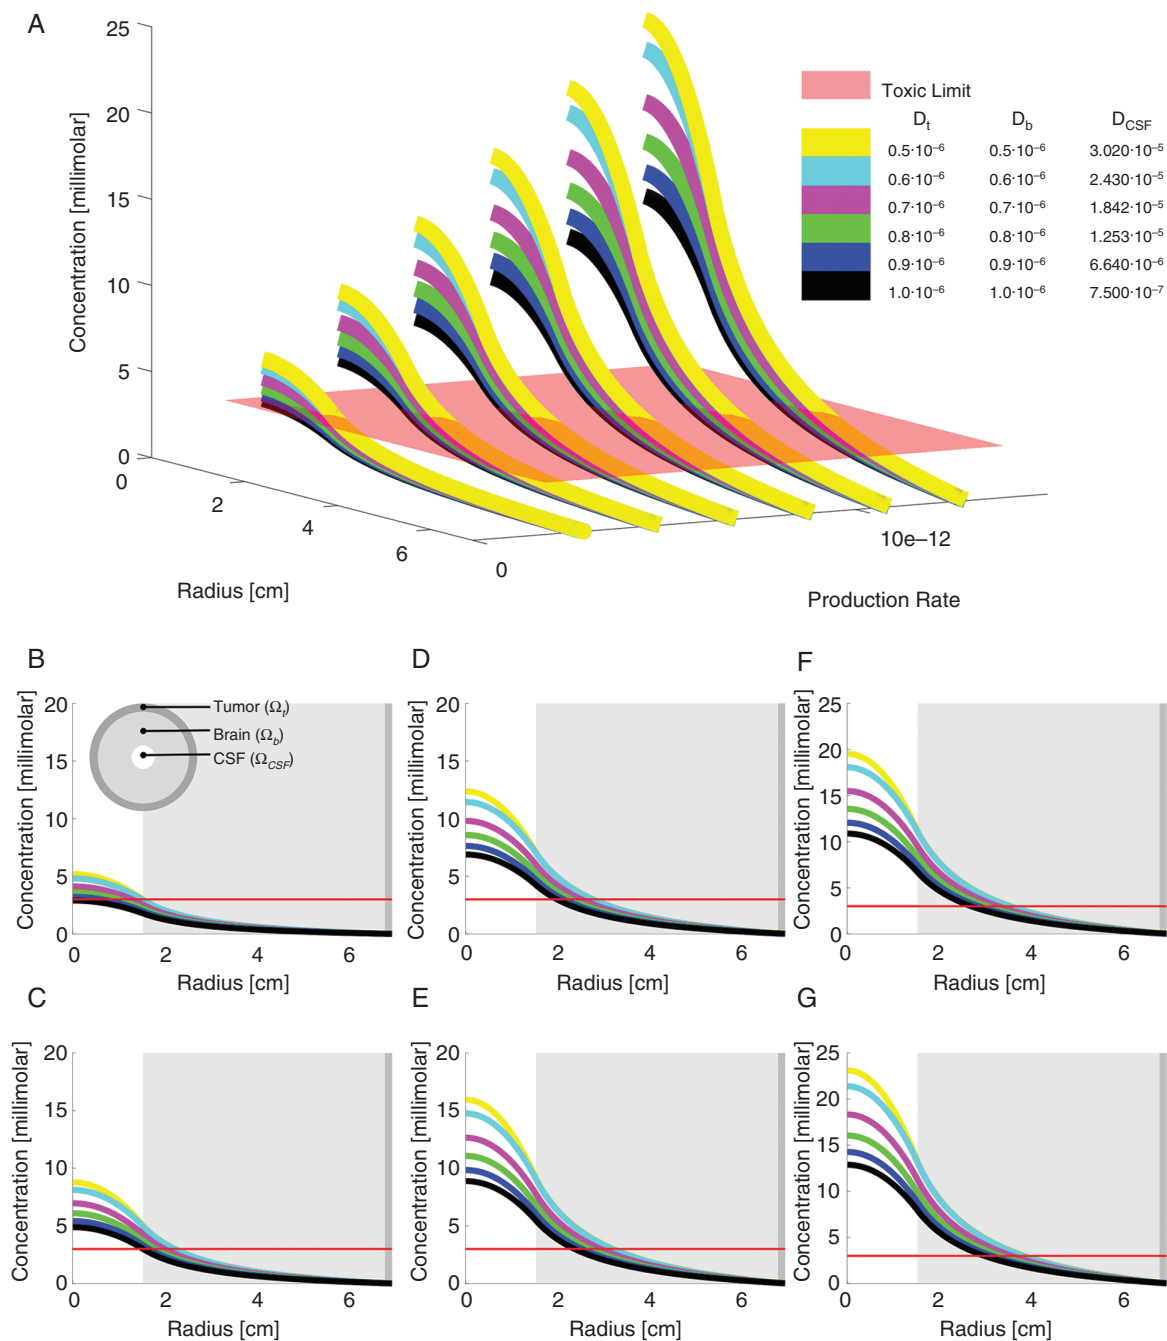 A
25
20
15
10
5
0
Concentration [millimolar]
0
2
4
6
Radius [cm]
0
10e–12
Production Rate
Toxic Limit
D_t D_b D_CSF
0.5·10⁻⁶ 0.5·10⁻⁶ 3.020·10⁻⁵
0.6·10⁻⁶ 0.6·10⁻⁶ 2.430·10⁻⁵
0.7·10⁻⁶ 0.7·10⁻⁶ 1.842·10⁻⁵
0.8·10⁻⁶ 0.8·10⁻⁶ 1.253·10⁻⁵
0.9·10⁻⁶ 0.9·10⁻⁶ 6.640·10⁻⁶
1.0·10⁻⁶ 1.0·10⁻⁶ 7.500·10⁻⁷
B
20
15
10
5
0
Concentration [millimolar]
Tumor (Ω_t)
Brain (Ω_b)
CSF (Ω_CSF)
0 2 4 6
Radius [cm]
D
20
15
10
5
0
Concentration [millimolar]
0 2 4 6
Radius [cm]
F
25
20
15
10
5
0
Concentration [millimolar]
0 2 4 6
Radius [cm]
C
20
15
10
5
0
Concentration [millimolar]
0 2 4 6
Radius [cm]
E
20
15
10
5
0
Concentration [millimolar]
0 2 4 6
Radius [cm]
G
25
20
15
10
5
0
Concentration [millimolar]
0 2 4 6
Radius [cm]